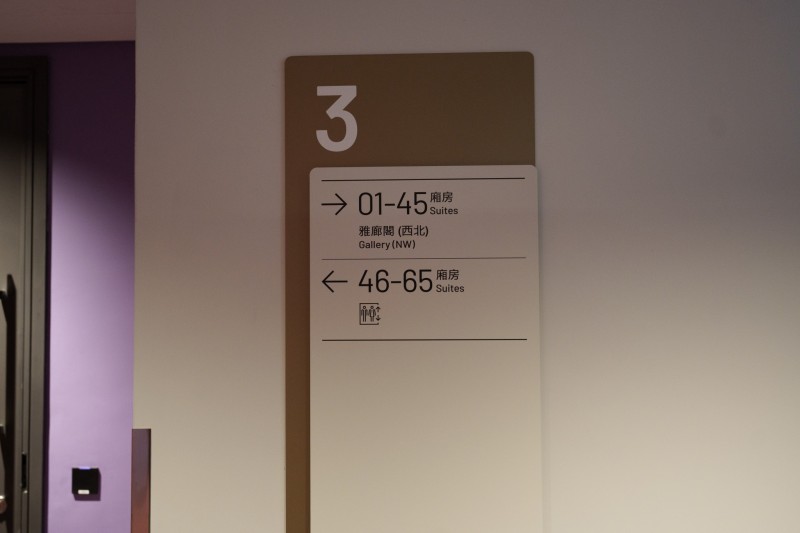 3
→ 01-45 廂房
Suites
雅廊閣 (西北)
Gallery (NW)
← 46-65 廂房
Suites